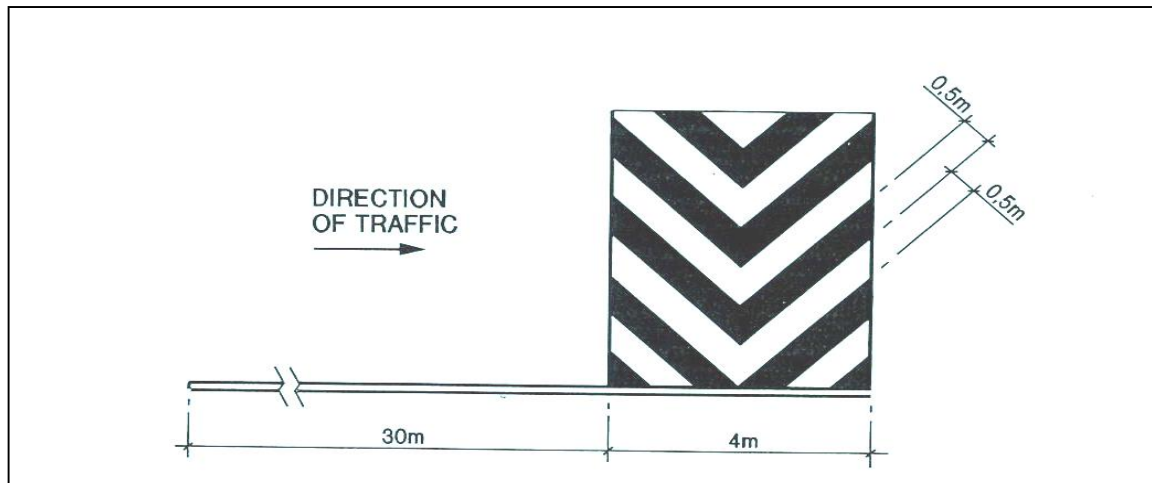 0,5m
DIRECTION
OF TRAFFIC
0,5m
30m
4m